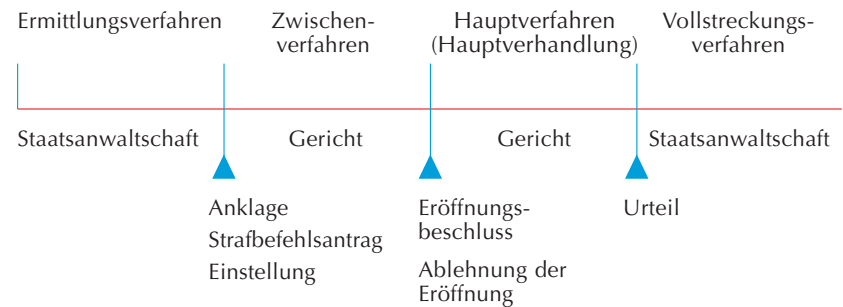 Ermittlungsverfahren
Zwischen-
verfahren
Hauptverfahren
(Hauptverhandlung)
Vollstreckungs-
verfahren
Staatsanwaltschaft
Gericht
Gericht
Staatsanwaltschaft
Anklage
Strafbefehlsantrag
Einstellung
Eröffnungs-
beschluss
Ablehnung der
Eröffnung
Urteil